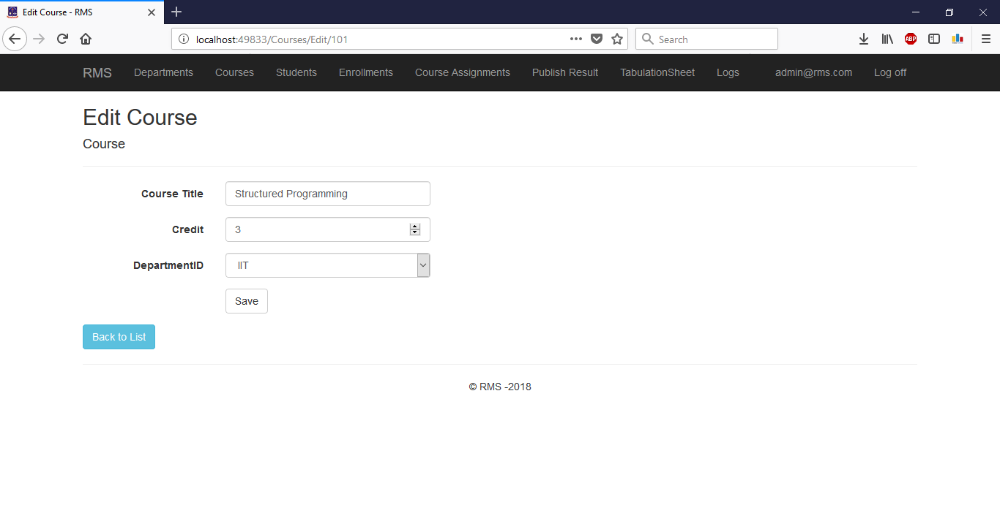 Edit Course - RMS
localhost:49833/Courses/Edit/101
Search
ABP
RMS Departments Courses Students Enrollments Course Assignments Publish Result TabulationSheet Logs admin@rms.com Log off
Edit Course
Course
Course Title Structured Programming
Credit 3
DepartmentID IIT
Save
Back to List
© RMS -2018